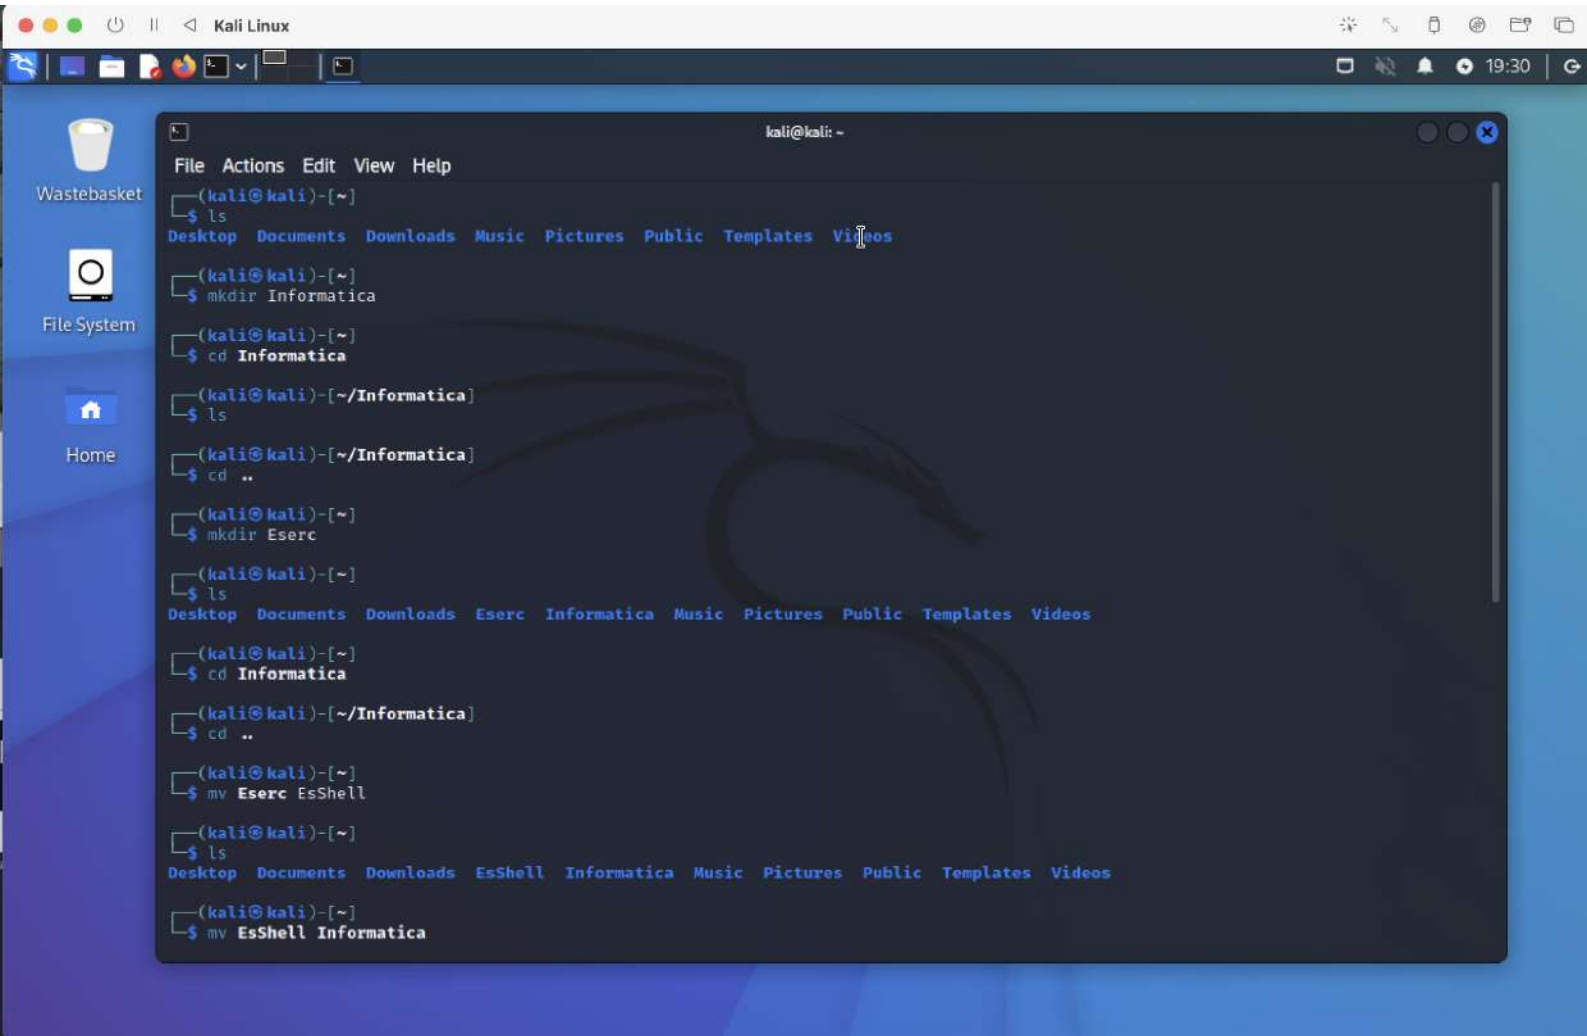 Kali Linux
19:30
Wastebasket
File System
Home
kali@kali: ~
File Actions Edit View Help
┌──(kali㉿kali)-[~]
└─$ ls
Desktop Documents Downloads Music Pictures Public Templates Videos
┌──(kali㉿kali)-[~]
└─$ mkdir Informatica
┌──(kali㉿kali)-[~]
└─$ cd Informatica
┌──(kali㉿kali)-[~/Informatica]
└─$ ls
┌──(kali㉿kali)-[~/Informatica]
└─$ cd ..
┌──(kali㉿kali)-[~]
└─$ mkdir Eserc
┌──(kali㉿kali)-[~]
└─$ ls
Desktop Documents Downloads Eserc Informatica Music Pictures Public Templates Videos
┌──(kali㉿kali)-[~]
└─$ cd Informatica
┌──(kali㉿kali)-[~/Informatica]
└─$ cd ..
┌──(kali㉿kali)-[~]
└─$ mv Eserc EsShell
┌──(kali㉿kali)-[~]
└─$ ls
Desktop Documents Downloads EsShell Informatica Music Pictures Public Templates Videos
┌──(kali㉿kali)-[~]
└─$ mv EsShell Informatica